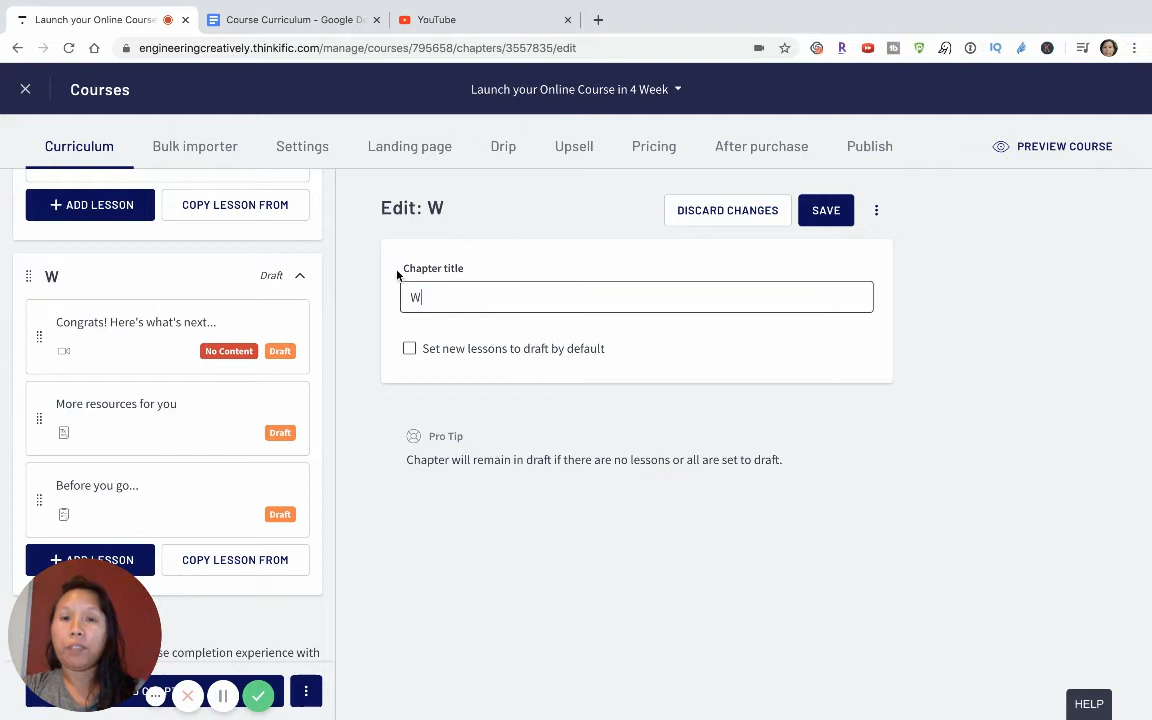 Launch your Online Course
Course Curriculum - Google Do
YouTube
engineeringcreatively.thinkific.com/manage/courses/795658/chapters/3557835/edit
Courses
Launch your Online Course in 4 Week
Curriculum
Bulk importer
Settings
Landing page
Drip
Upsell
Pricing
After purchase
Publish
PREVIEW COURSE
+ ADD LESSON
COPY LESSON FROM
W
Draft
Congrats! Here's what's next...
No Content
Draft
More resources for you
Draft
Before you go...
Draft
+ ADD LESSON
COPY LESSON FROM
se completion experience with
Edit: W
DISCARD CHANGES
SAVE
Chapter title
W
Set new lessons to draft by default
Pro Tip
Chapter will remain in draft if there are no lessons or all are set to draft.
HELP